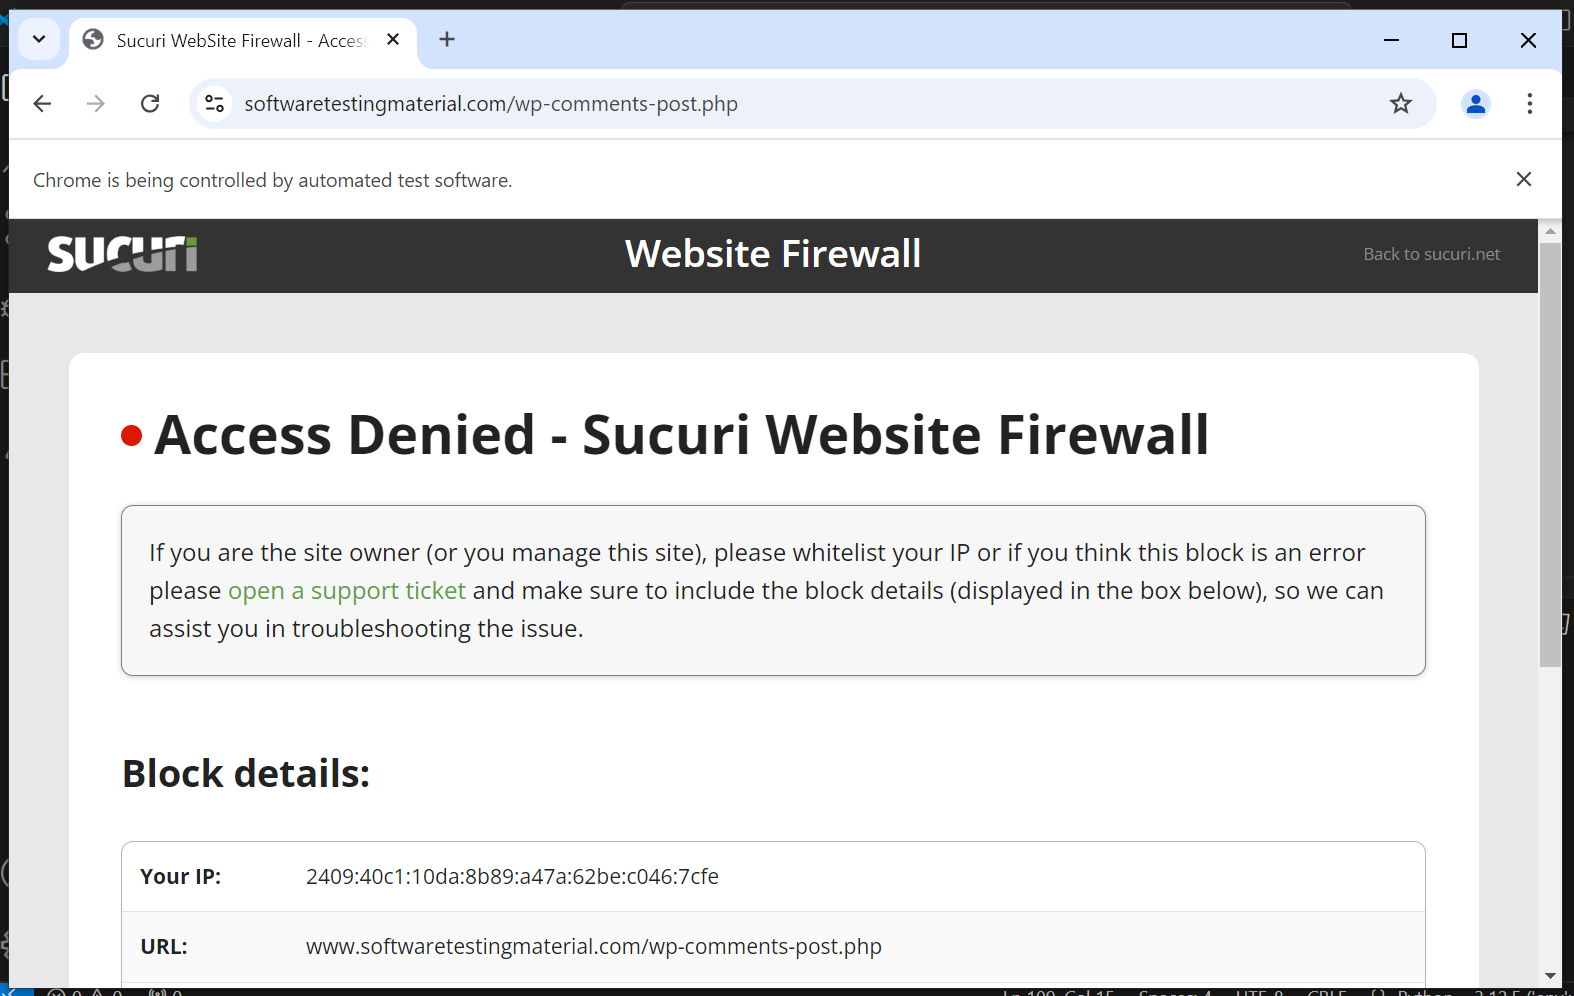 Sucuri WebSite Firewall - Acces
softwaretestingmaterial.com/wp-comments-post.php
Chrome is being controlled by automated test software.
sucuri
Website Firewall
Back to sucuri.net
Access Denied - Sucuri Website Firewall
If you are the site owner (or you manage this site), please whitelist your IP or if you think this block is an error
please open a support ticket and make sure to include the block details (displayed in the box below), so we can
assist you in troubleshooting the issue.
Block details:
Your IP: 2409:40c1:10da:8b89:a47a:62be:c046:7cfe
URL: www.softwaretestingmaterial.com/wp-comments-post.php